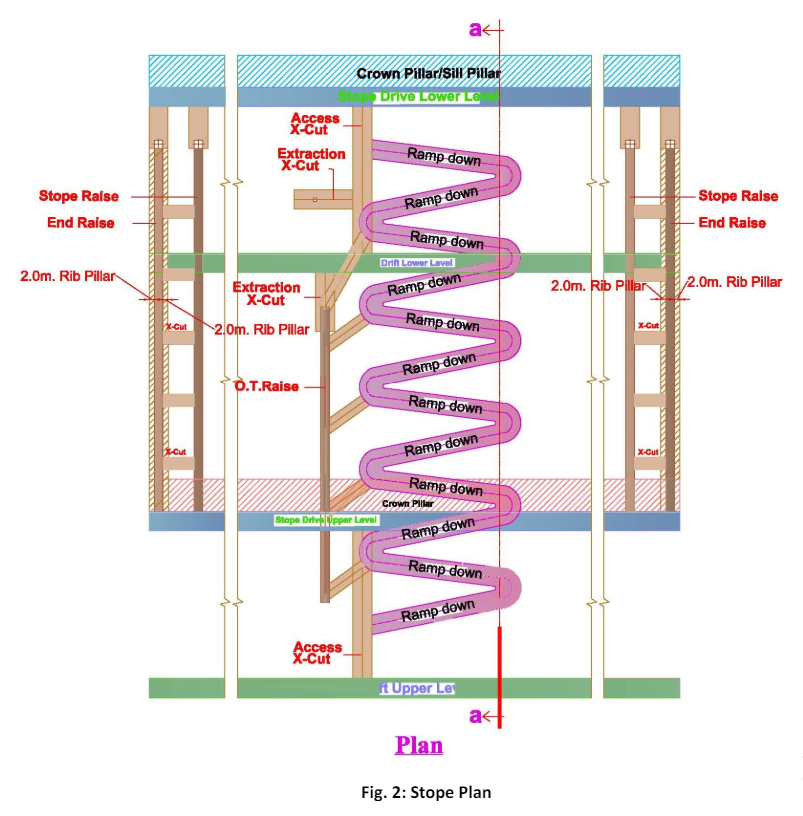 a
Crown Pillar/Sill Pillar
Stope Drive Lower Leve
Access
X-Cut
Ramp down
Extraction
X-Cut
Stope Raise
Ramp down
Stope Raise
End Raise
End Raise
Ramp down
Drift Lower Level
2.0m. Rib Pillar
Extraction
X-Cut
Ramp down
2.0m. Rib Pillar
2.0m. Rib Pillar
X-Cut
2.0m. Rib Pillar
Ramp down
X-Cut
Ramp down
O.T.Raise
Ramp down
X-Cut
Ramp down
X-Cut
Ramp down
Crown Pillar
Stope Drive Upper Level
Ramp down
Ramp down
Ramp down
Access
X-Cut
ft Upper Lev
a
Plan
Fig. 2: Stope Plan